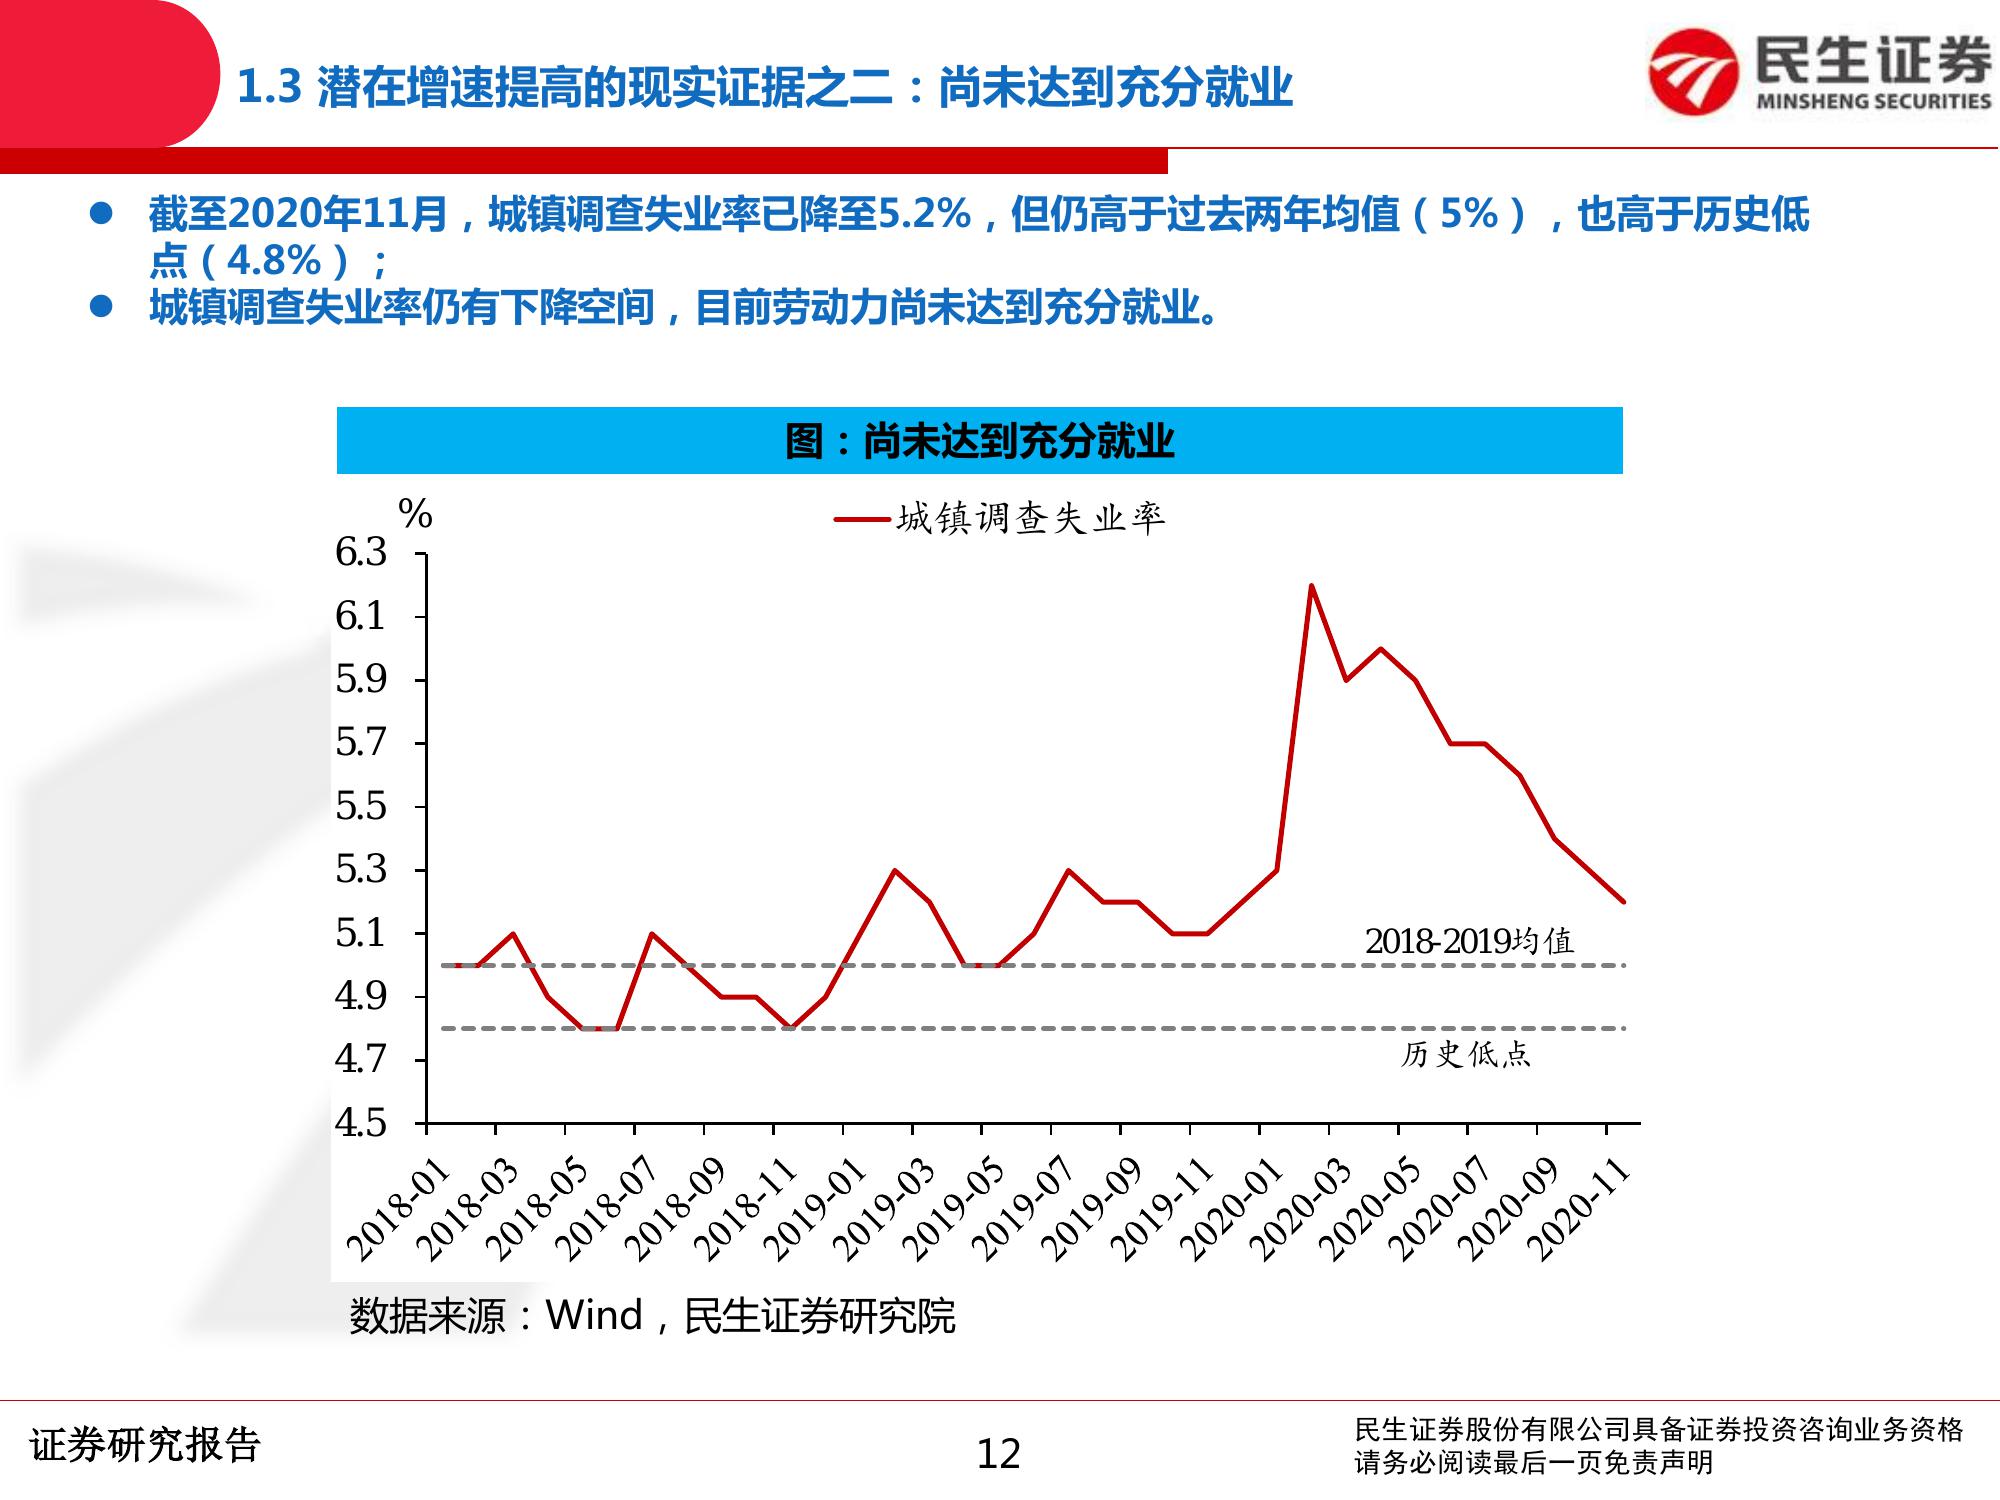 1.3 潜在增速提高的现实证据之二：尚未达到充分就业
民生证券
MINSHENG SECURITIES
● 截至2020年11月，城镇调查失业率已降至5.2%，但仍高于过去两年均值（5%），也高于历史低
点（4.8%）；
● 城镇调查失业率仍有下降空间，目前劳动力尚未达到充分就业。
图：尚未达到充分就业
%
城镇调查失业率
6.3
6.1
5.9
5.7
5.5
5.3
5.1
4.9
4.7
4.5
2018-2019均值
历史低点
2018-01
2018-03
2018-05
2018-07
2018-09
2018-11
2019-01
2019-03
2019-05
2019-07
2019-09
2019-11
2020-01
2020-03
2020-05
2020-07
2020-09
2020-11
数据来源：Wind，民生证券研究院
证券研究报告
12
民生证券股份有限公司具备证券投资咨询业务资格
请务必阅读最后一页免责声明